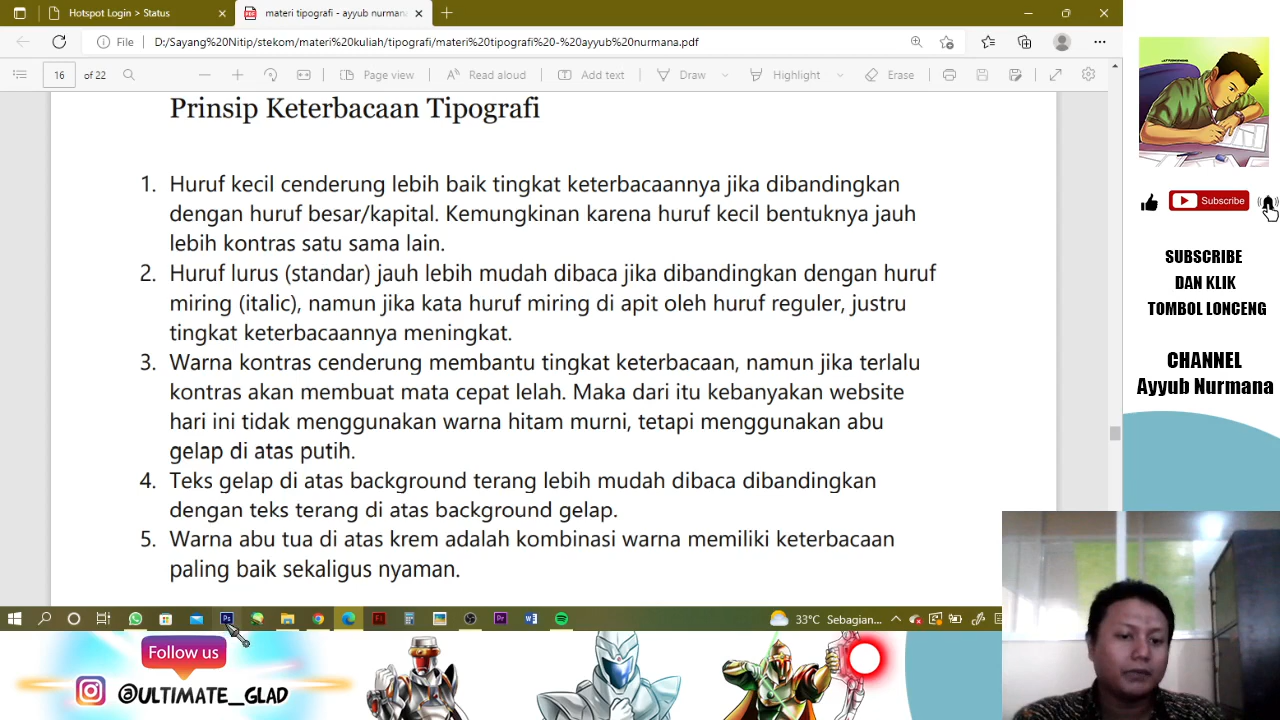 Hotspot Login > Status
materi tipografi - ayyub nurmana
File
D:/Sayang%20Nitip/stekom/materi%20kuliah/tipografi/materi%20tipografi%20-%20ayyub%20nurmana.pdf
16 of 22
Page view
Read aloud
Add text
Draw
Highlight
Erase
Prinsip Keterbacaan Tipografi
1. Huruf kecil cenderung lebih baik tingkat keterbacaannya jika dibandingkan
dengan huruf besar/kapital. Kemungkinan karena huruf kecil bentuknya jauh
lebih kontras satu sama lain.
2. Huruf lurus (standar) jauh lebih mudah dibaca jika dibandingkan dengan huruf
miring (italic), namun jika kata huruf miring di apit oleh huruf reguler, justru
tingkat keterbacaannya meningkat.
3. Warna kontras cenderung membantu tingkat keterbacaan, namun jika terlalu
kontras akan membuat mata cepat lelah. Maka dari itu kebanyakan website
hari ini tidak menggunakan warna hitam murni, tetapi menggunakan abu
gelap di atas putih.
4. Teks gelap di atas background terang lebih mudah dibaca dibandingkan
dengan teks terang di atas background gelap.
5. Warna abu tua di atas krem adalah kombinasi warna memiliki keterbacaan
paling baik sekaligus nyaman.
33°C Sebagian...
Subscribe
SUBSCRIBE
DAN KLIK
TOMBOL LONCENG
CHANNEL
Ayyub Nurmana
Follow us
@ULTIMATE_GLAD